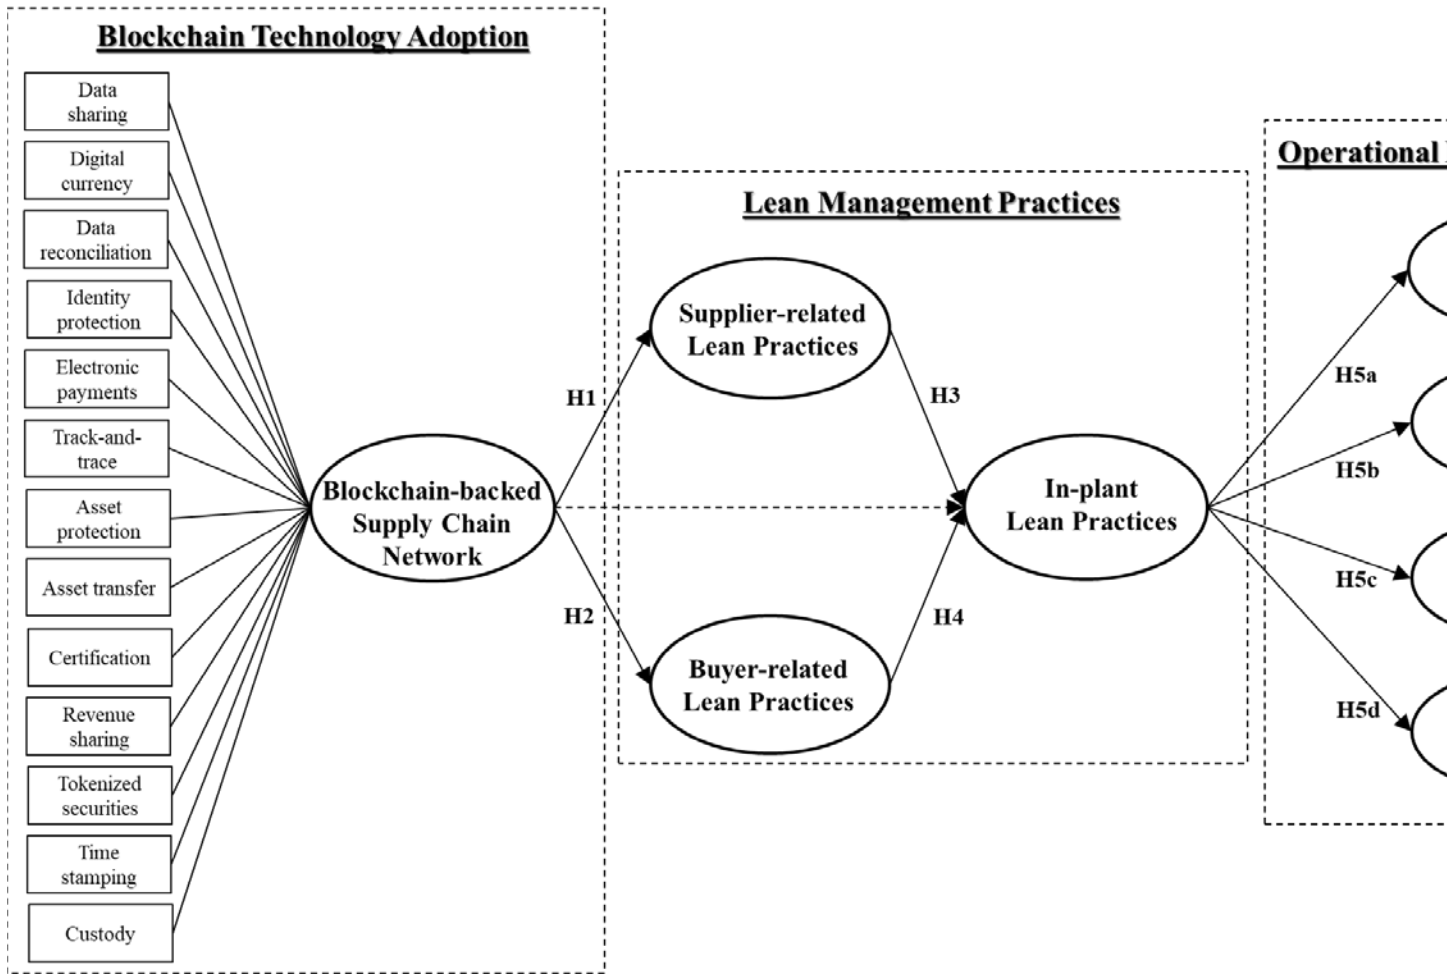 Blockchain Technology Adoption
Data
sharing
Digital
currency
Data
reconciliation
Identity
protection
Electronic
payments
Track-and-
trace
Asset
protection
Asset transfer
Certification
Revenue
sharing
Tokenized
securities
Time
stamping
Custody
Blockchain-backed
Supply Chain
Network
H1
H2
Lean Management Practices
Supplier-related
Lean Practices
Buyer-related
Lean Practices
H3
H4
In-plant
Lean Practices
Operational
H5a
H5b
H5c
H5d